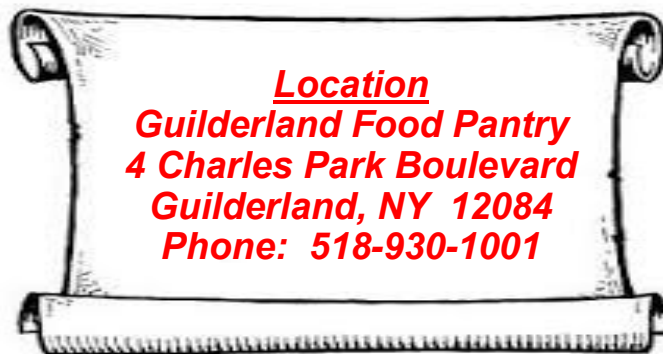 Location
Guilderland Food Pantry
4 Charles Park Boulevard
Guilderland, NY  12084
Phone:  518-930-1001